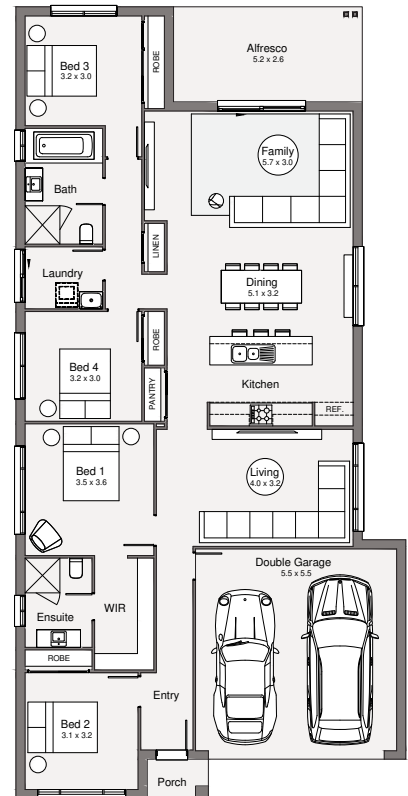 Alfresco
5.2 x 2.6
Bed 3
3.2 x 3.0
ROBE
Family
5.7 x 3.0
Bath
LINEN
Laundry
Dining
5.1 x 3.2
ROBE
Bed 4
3.2 x 3.0
PANTRY
Kitchen
REF.
Bed 1
3.5 x 3.6
Living
4.0 x 3.2
Double Garage
5.5 x 5.5
Ensuite
WIR
ROBE
Entry
Bed 2
3.1 x 3.2
Porch